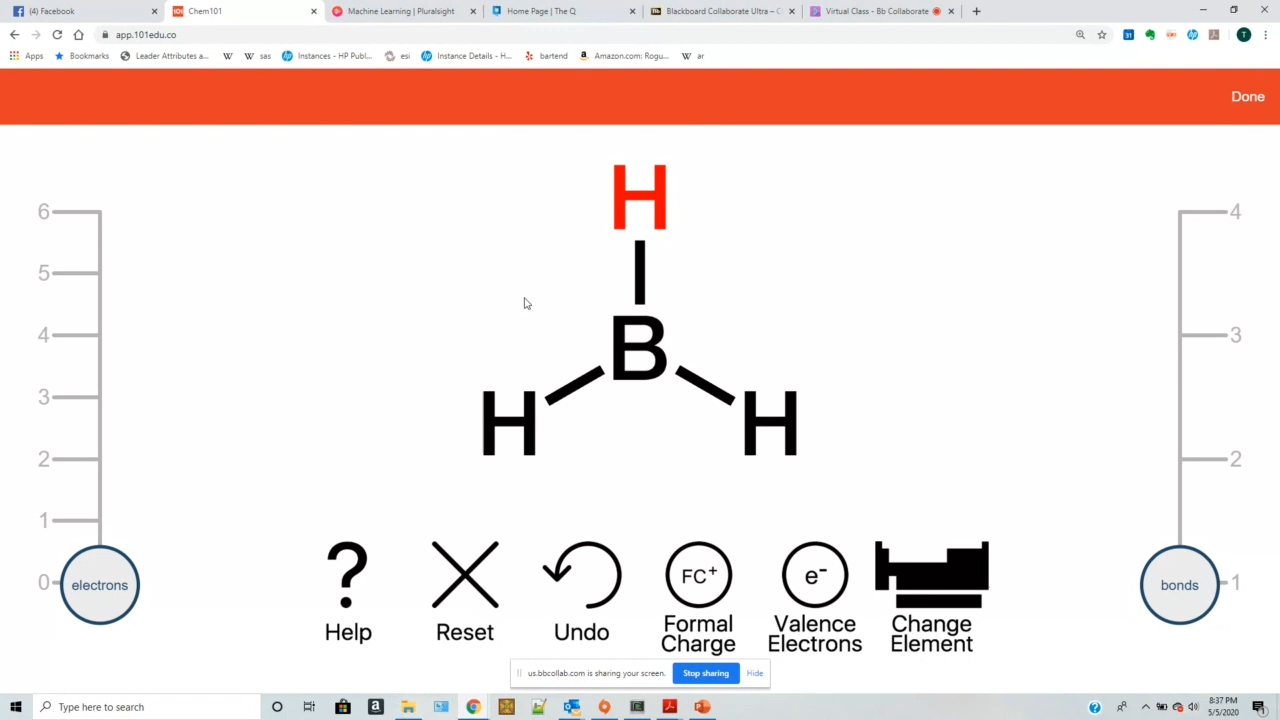 (4) Facebook
Chem101
Machine Learning | Pluralsight
Home Page | The Q
Blackboard Collaborate Ultra – C
Virtual Class - Bb Collaborate
app.101edu.co
Apps
Bookmarks
Leader Attributes a...
sas
Instances - HP Publ...
esi
Instance Details - H...
bartend
Amazon.com: Rogu...
ar
Done
H
B
H H
6
5
4
3
2
1
0
electrons
4
3
2
1
bonds
?
FC+
e-
Help
Reset
Undo
Formal
Charge
Valence
Electrons
Change
Element
us.bbcollab.com is sharing your screen.
Stop sharing
Hide
Type here to search
8:37 PM
5/5/2020